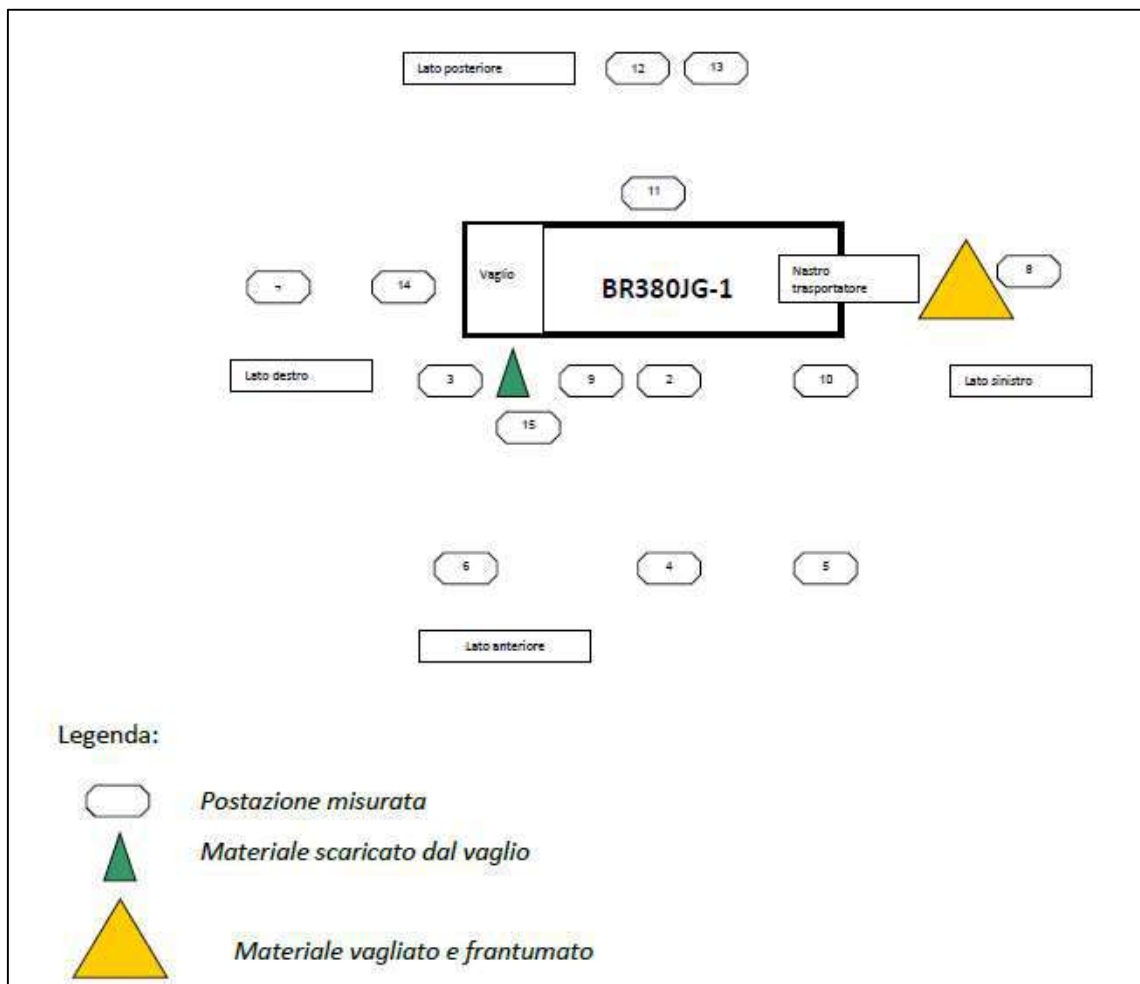 Lato posteriore
12
13
11
Vaglio
BR380JG-1
Nastro
trasportatore
8
7
14
Lato destro
3
9
2
10
Lato sinistro
15
6
4
5
Lato anteriore
Legenda:
Postazione misurata
Materiale scaricato dal vaglio
Materiale vagliato e frantumato